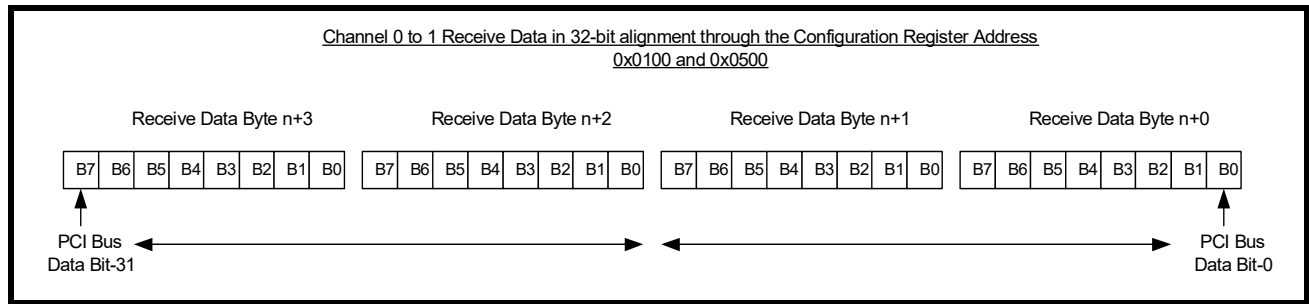 Channel 0 to 1 Receive Data in 32-bit alignment through the Configuration Register Address
0x0100 and 0x0500
Receive Data Byte n+3 Receive Data Byte n+2 Receive Data Byte n+1 Receive Data Byte n+0
B7 B6 B5 B4 B3 B2 B1 B0 B7 B6 B5 B4 B3 B2 B1 B0 B7 B6 B5 B4 B3 B2 B1 B0 B7 B6 B5 B4 B3 B2 B1 B0
PCI Bus PCI Bus
Data Bit-31 Data Bit-0